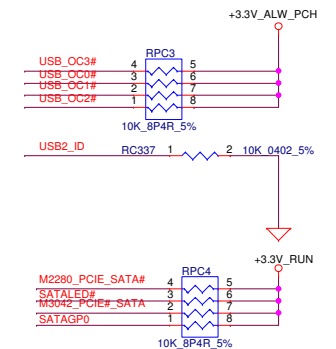 +3.3V_ALW_PCH
RPC3
USB_OC3# 4 5
USB_OC0# 3 6
USB_OC1# 2 7
USB_OC2# 1 8
10K_8P4R_5%
USB2_ID RC337 1 2 10K_0402_5%
+3.3V_RUN
RPC4
M2280_PCIE_SATA# 4 5
SATALED# 3 6
M3042_PCIE#_SATA 2 7
SATAGP0 1 8
10K_8P4R_5%